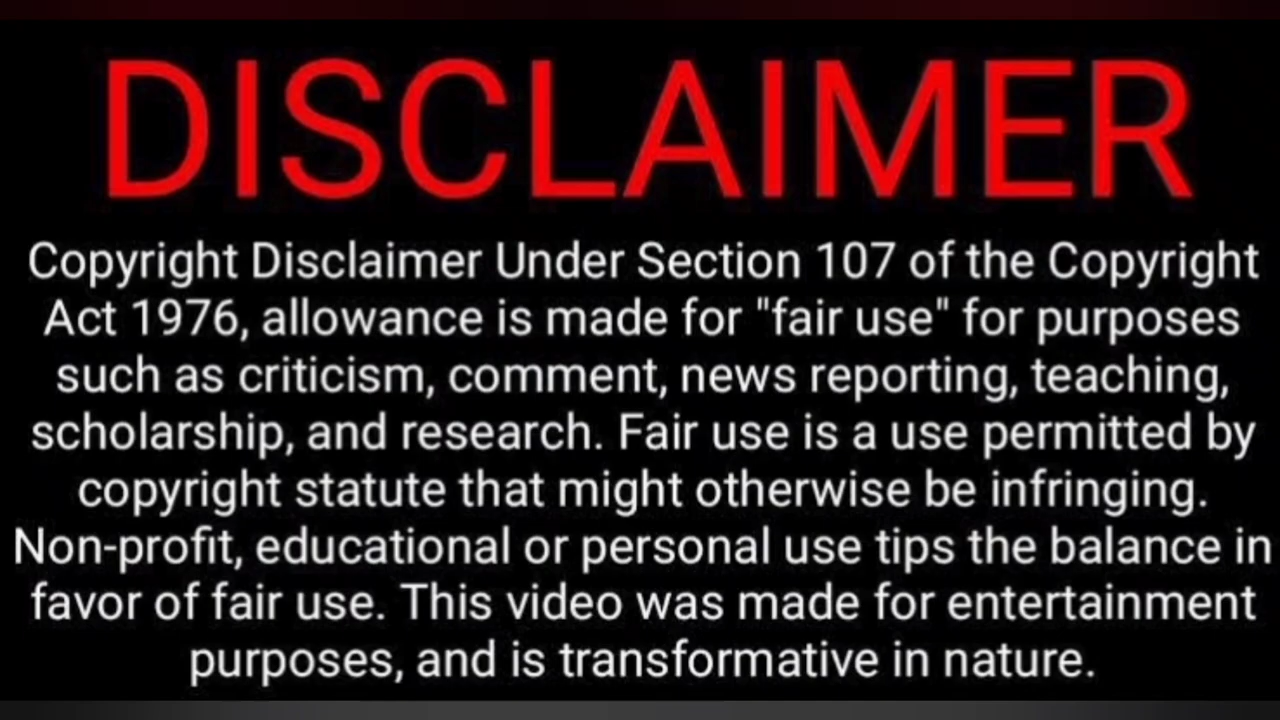 DISCLAIMER
Copyright Disclaimer Under Section 107 of the Copyright
Act 1976, allowance is made for "fair use" for purposes
such as criticism, comment, news reporting, teaching,
scholarship, and research. Fair use is a use permitted by
copyright statute that might otherwise be infringing.
Non-profit, educational or personal use tips the balance in
favor of fair use. This video was made for entertainment
purposes, and is transformative in nature.